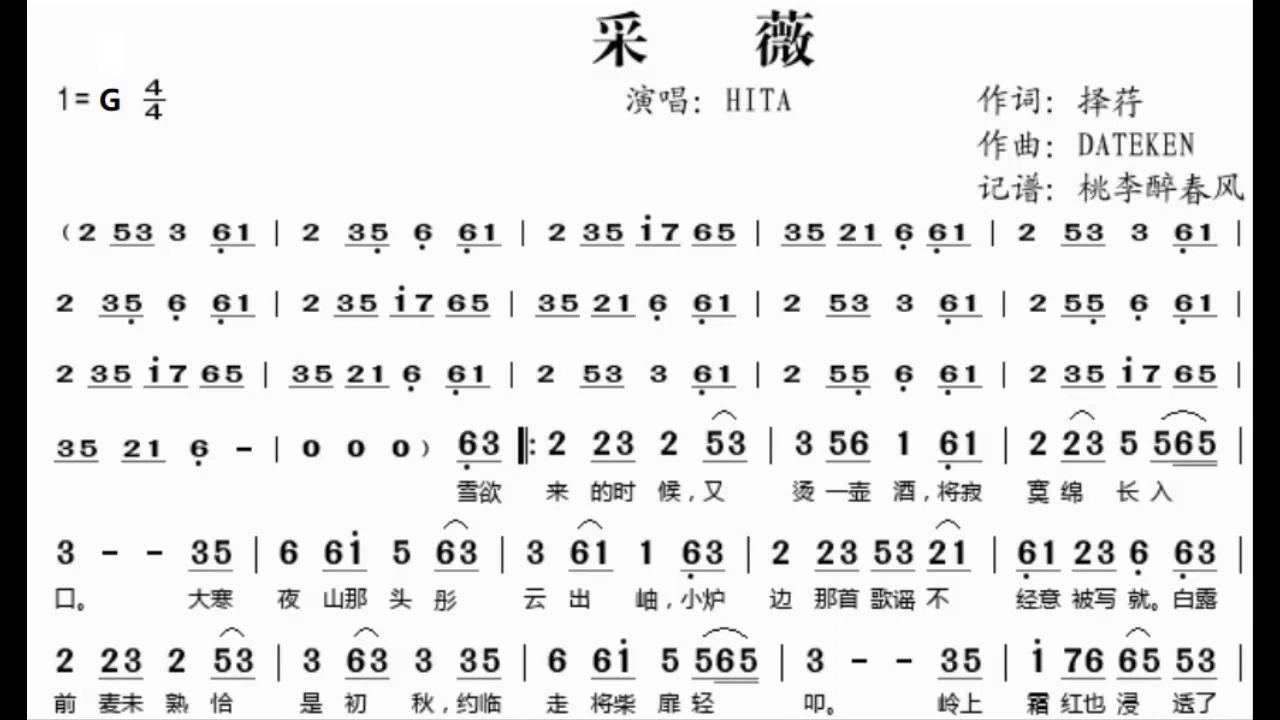 采 薇
1= G 4/4
演唱: HITA
作词: 择荇
作曲: DATEKEN
记谱: 桃李醉春风
( 2 53 3 61 | 2 35 6 61 | 2 35 i7 65 | 35 21 6 61 | 2 53 3 61 |
2 35 6 61 | 2 35 i7 65 | 35 21 6 61 | 2 53 3 61 | 2 55 6 61 |
2 35 i7 65 | 35 21 6 61 | 2 53 3 61 | 2 55 6 61 | 2 35 i7 65 |
35 21 6 - | 0 0 0 ) 63 |: 2 23 2 53 | 3 56 1 61 | 2 23 5 565 |
雪欲 来 的时 候,又 烫 一壶 酒,将寂 寞 绵 长 入
3 - - 35 | 6 6i 5 63 | 3 61 1 63 | 2 23 53 21 | 61 23 6 63 |
口。 大寒 夜 山那 头 彤 云 出 岫,小炉 边 那首 歌谣 不 经意 被写 就。白露
2 23 2 53 | 3 63 3 35 | 6 6i 5 565 | 3 - - 35 | i 76 65 53 |
前 麦未 熟 恰 是 初 秋,约临 走 将柴 扉 轻 叩。 岭上 霜 红也 浸 透了